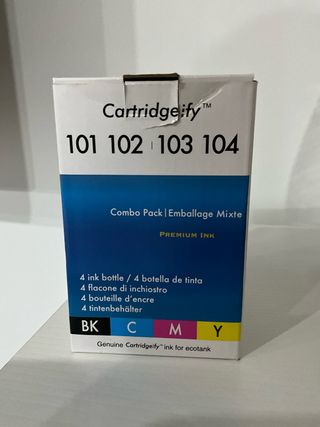 Cartridgeify™
101 102 | 103 104
Combo Pack | Emballage Mixte
PREMIUM INK
4 ink bottle / 4 botella de tinta
4 flacone di inchiostro
4 bouteille d'encre
4 tintenbehälter
BK C M Y
Genuine Cartridgeify™ ink for ecotank